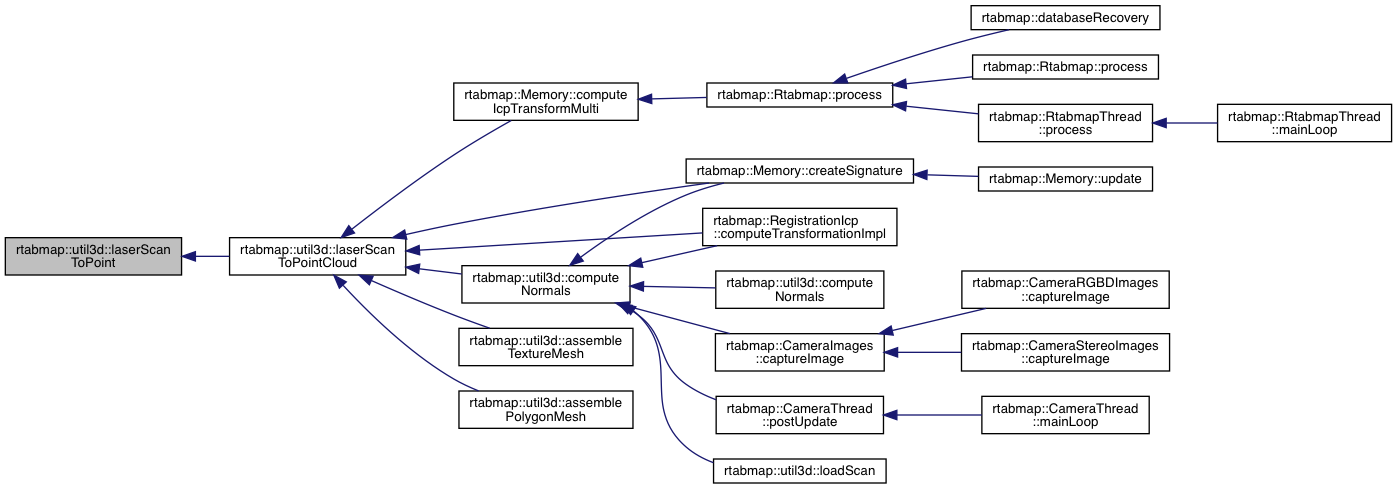 rtabmap::databaseRecovery
rtabmap::Rtabmap::process
rtabmap::Memory::compute
IcpTransformMulti
rtabmap::Rtabmap::process
rtabmap::RtabmapThread
::process
rtabmap::RtabmapThread
::mainLoop
rtabmap::Memory::createSignature
rtabmap::Memory::update
rtabmap::util3d::laserScan
ToPoint
rtabmap::util3d::laserScan
ToPointCloud
rtabmap::RegistrationIcp
::computeTransformationImpl
rtabmap::util3d::compute
Normals
rtabmap::util3d::compute
Normals
rtabmap::CameraRGBDImages
::captureImage
rtabmap::util3d::assemble
TextureMesh
rtabmap::CameraImages
::captureImage
rtabmap::CameraStereoImages
::captureImage
rtabmap::util3d::assemble
PolygonMesh
rtabmap::CameraThread
::postUpdate
rtabmap::CameraThread
::mainLoop
rtabmap::util3d::loadScan